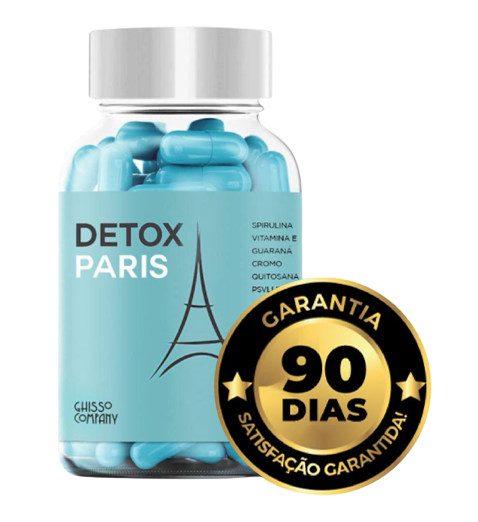 DETOX
PARIS
SPIRULINA
VITAMINA E
GUARANÁ
CROMO
QUITOSANA
GHISSO
COMPANY
GARANTIA
90
DIAS
SATISFAÇÃO GARANTIDA!